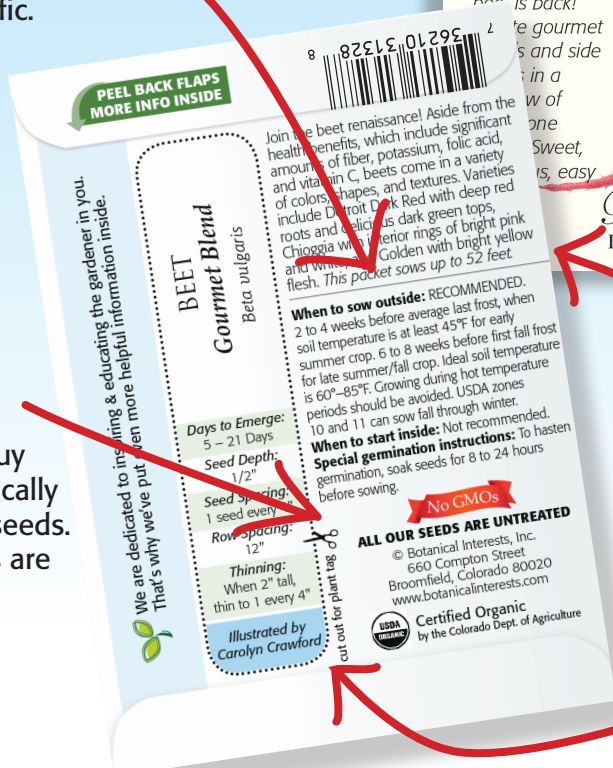 fic.
is back!
te gourmet
s and side
s in a
w of
one
Sweet,
us, easy
7 36210 31328 8
PEEL BACK FLAPS
MORE INFO INSIDE
We are dedicated to inspiring & educating the gardener in you.
That's why we've put even more helpful information inside.
BEET
Gourmet Blend
Beta vulgaris
Days to Emerge:
5 – 21 Days
Seed Depth:
1/2"
Seed Spacing:
1 seed every
Row Spacing:
12"
Thinning:
When 2" tall,
thin to 1 every 4"
Illustrated by
Carolyn Crawford
cut out for plant tag
Join the beet renaissance! Aside from the
health benefits, which include significant
amounts of fiber, potassium, folic acid,
and vitamin C, beets come in a variety
of colors, shapes, and textures. Varieties
include Detroit Dark Red with deep red
roots and delicious dark green tops,
Chioggia with interior rings of bright pink
and white, and Golden with bright yellow
flesh. This packet sows up to 52 feet.
When to sow outside: RECOMMENDED.
2 to 4 weeks before average last frost, when
soil temperature is at least 45°F for early
summer crop. 6 to 8 weeks before first fall frost
for late summer/fall crop. Ideal soil temperature
is 60°–85°F. Growing during hot temperature
periods should be avoided. USDA zones
10 and 11 can sow fall through winter.
When to start inside: Not recommended.
Special germination instructions: To hasten
germination, soak seeds for 8 to 24 hours
before sowing.
No GMOs
ALL OUR SEEDS ARE UNTREATED
© Botanical Interests, Inc.
660 Compton Street
Broomfield, Colorado 80020
www.botanicalinterests.com
USDA
ORGANIC
Certified Organic
by the Colorado Dept. of Agriculture
uy
cally
seeds.
are